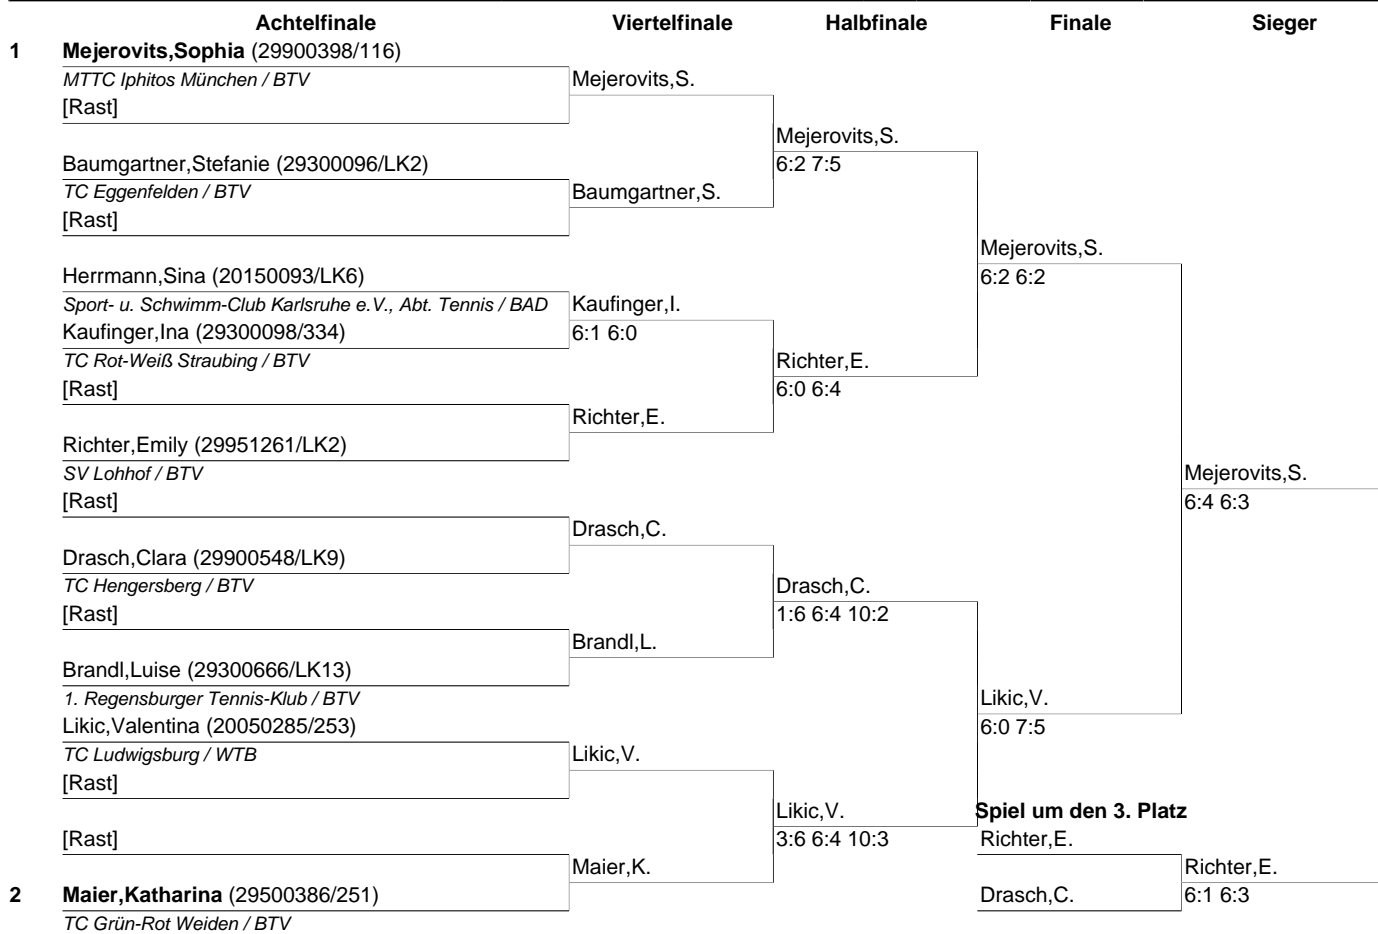 Achtelfinale Viertelfinale Halbfinale Finale Sieger
1 Mejerovits,Sophia (29900398/116)
MTTC Iphitos München / BTV Mejerovits,S.
[Rast]
Mejerovits,S.
Baumgartner,Stefanie (29300096/LK2) 6:2 7:5
TC Eggenfelden / BTV Baumgartner,S.
[Rast]
Mejerovits,S.
Herrmann,Sina (20150093/LK6) 6:2 6:2
Sport- u. Schwimm-Club Karlsruhe e.V., Abt. Tennis / BAD Kaufinger,I.
Kaufinger,Ina (29300098/334) 6:1 6:0
TC Rot-Weiß Straubing / BTV Richter,E.
[Rast] 6:0 6:4
Richter,E.
Richter,Emily (29951261/LK2)
SV Lohhof / BTV Mejerovits,S.
[Rast] 6:4 6:3
Drasch,C.
Drasch,Clara (29900548/LK9)
TC Hengersberg / BTV Drasch,C.
[Rast] 1:6 6:4 10:2
Brandl,L.
Brandl,Luise (29300666/LK13)
1. Regensburger Tennis-Klub / BTV Likic,V.
Likic,Valentina (20050285/253) 6:0 7:5
TC Ludwigsburg / WTB Likic,V.
[Rast]
Likic,V. Spiel um den 3. Platz
[Rast] 3:6 6:4 10:3 Richter,E.
Maier,K. Richter,E.
2 Maier,Katharina (29500386/251) Drasch,C. 6:1 6:3
TC Grün-Rot Weiden / BTV